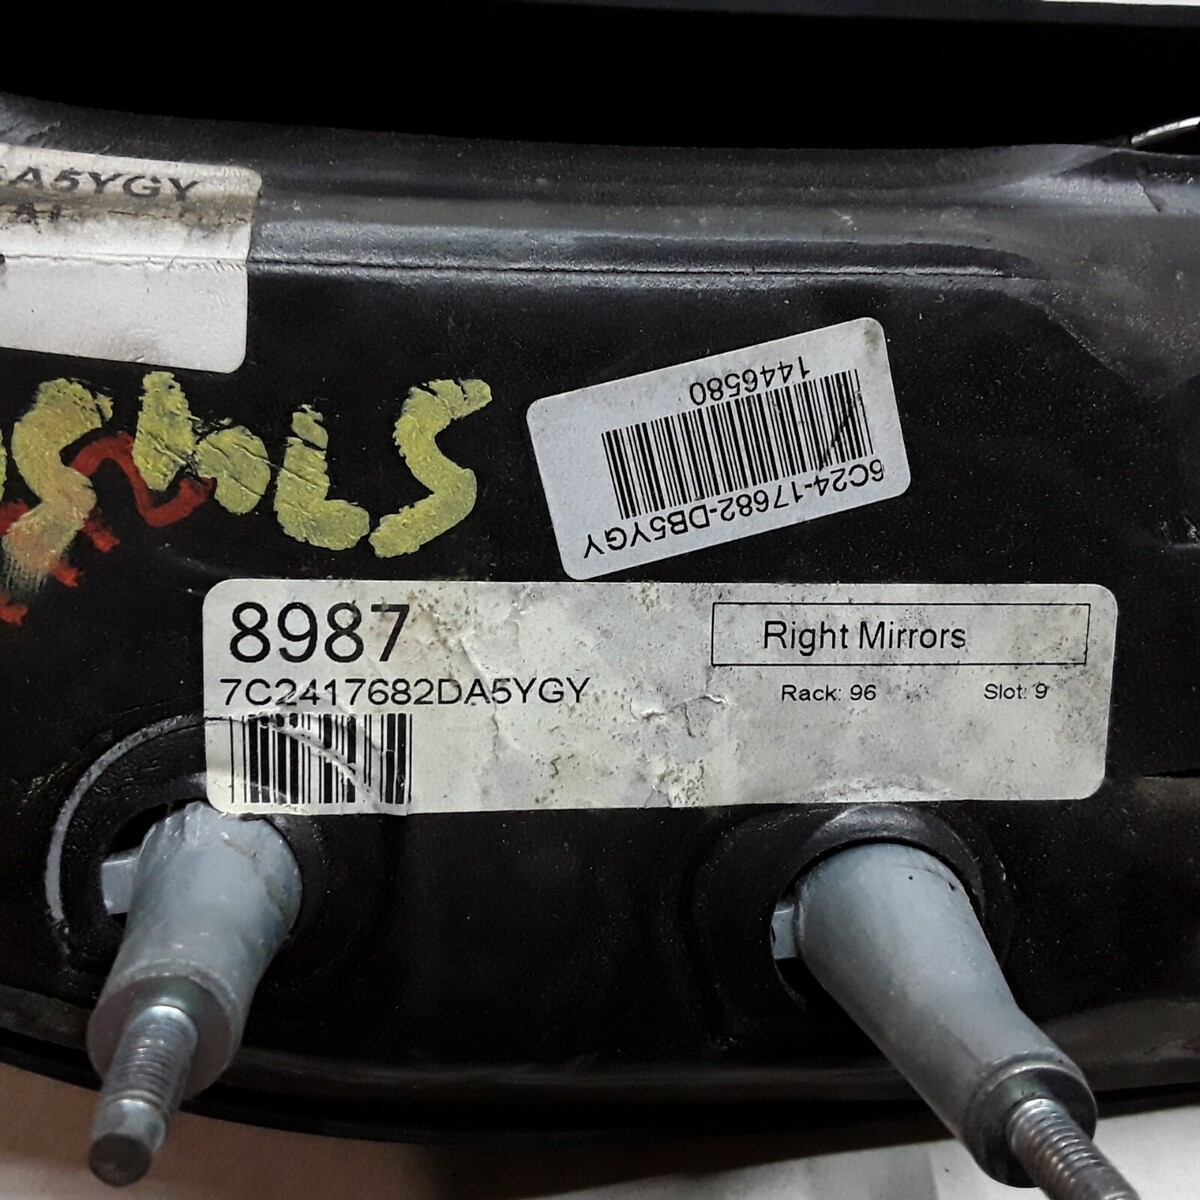 A5YGY
1446580
6C24-17682-DB5YGY
8987
7C2417682DA5YGY
Right Mirrors
Rack: 96 Slot: 9